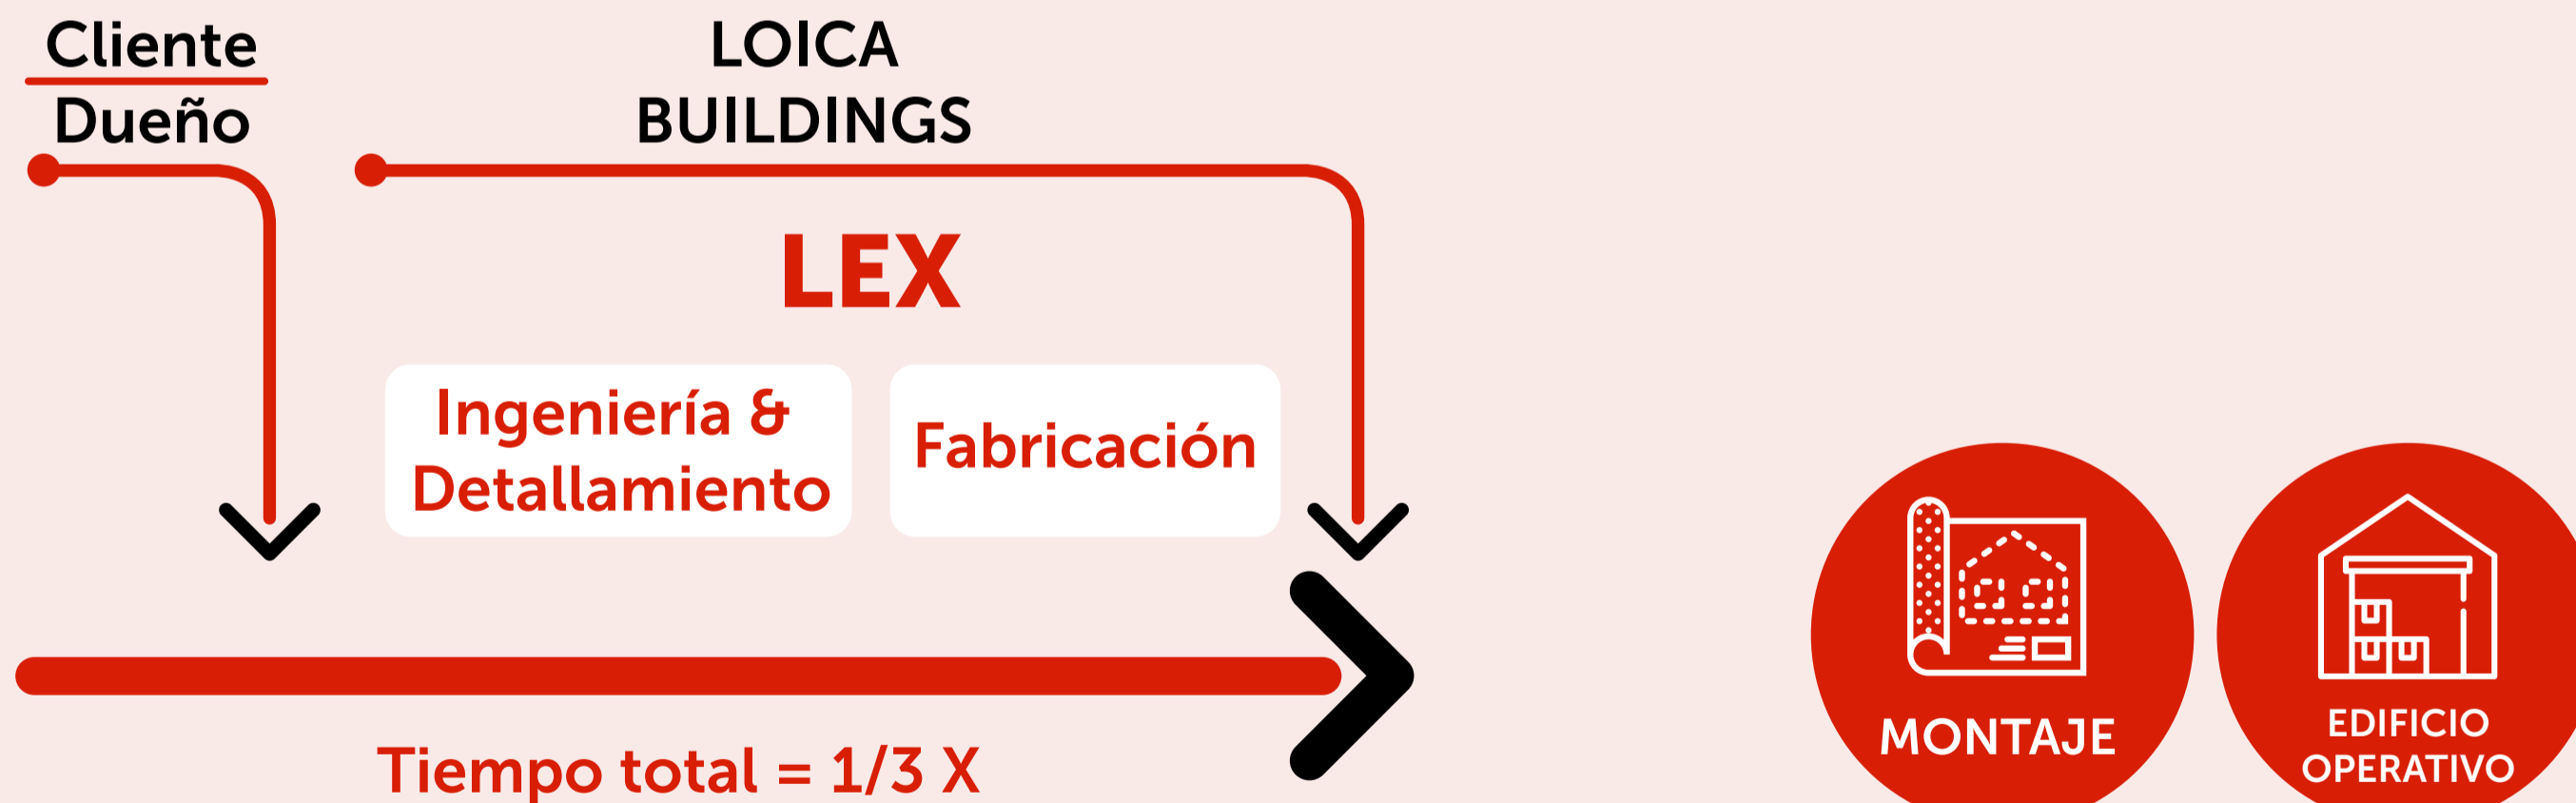 Cliente
Dueño
LOICA
BUILDINGS
LEX
Ingeniería &
Detallamiento
Fabricación
Tiempo total = 1/3 X
MONTAJE
EDIFICIO
OPERATIVO